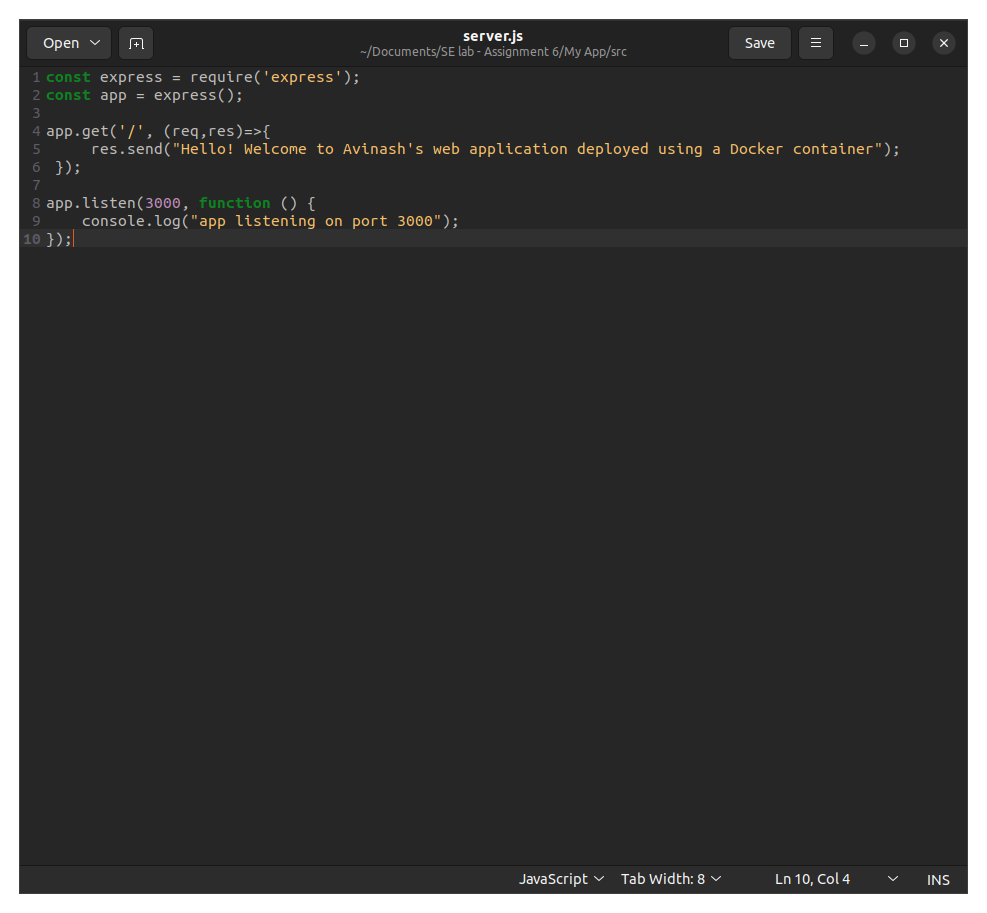 Open
server.js
~/Documents/SE lab - Assignment 6/My App/src
Save
1 const express = require('express');
2 const app = express();
3
4 app.get('/', (req,res)=>{
5      res.send("Hello! Welcome to Avinash's web application deployed using a Docker container");
6  });
7
8 app.listen(3000, function () {
9     console.log("app listening on port 3000");
10 });
JavaScript Tab Width: 8 Ln 10, Col 4 INS